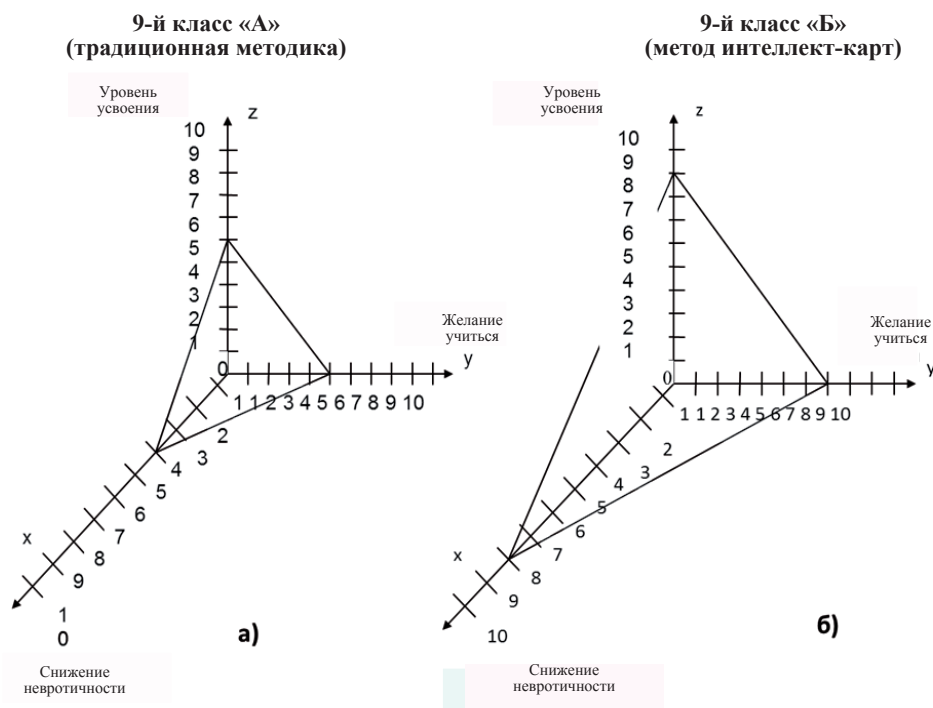 9-й класс «А»
(традиционная методика)
Уровень
усвоения
z
10
9
8
7
6
5
4
3
2
1
0
Желание
учиться
y
1 1 2 3 4 5 6 7 8 9 10
2
3
4
5
6
7
8
9
1
0
x
а)
Снижение
невротичности
9-й класс «Б»
(метод интеллект-карт)
Уровень
усвоения
z
10
9
8
7
6
5
4
3
2
1
0
Желание
учиться
y
1 1 2 3 4 5 6 7 8 9 10
2
3
4
5
6
7
8
9
10
x
б)
Снижение
невротичности